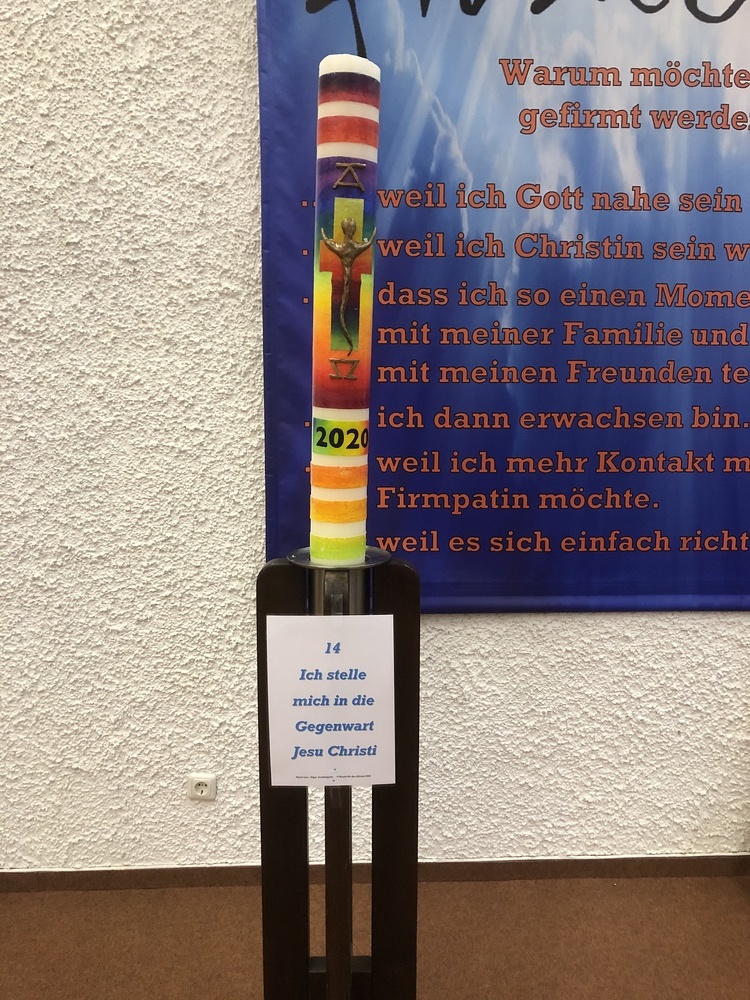 Warum möchte
gefirmt werde
.. weil ich Gott nahe sein
. weil ich Christin sein w
. dass ich so einen Mome
mit meiner Familie und
mit meinen Freunden te
. ich dann erwachsen bin.
. weil ich mehr Kontakt m
Firmpatin möchte.
weil es sich einfach richt
2020
14
Ich stelle
mich in die
Gegenwart
Jesu Christi